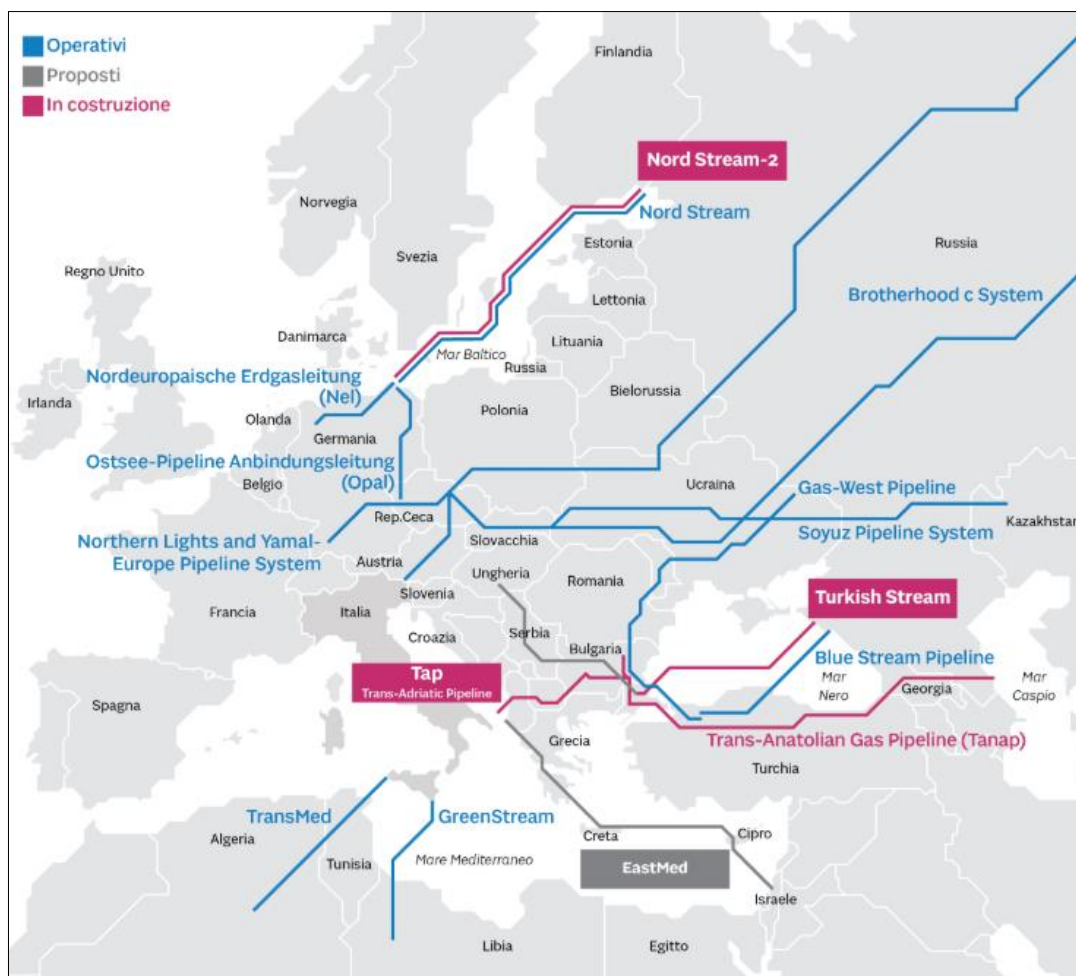 Operativi
Proposti
In costruzione
Finlandia
Nord Stream-2
Norvegia
Nord Stream
Svezia
Estonia
Russia
Regno Unito
Lettonia
Brotherhood c System
Danimarca
Mar Baltico
Lituania
Russia
Nordeuropaische Erdgasleitung
(Nel)
Bielorussia
Irlanda
Olanda
Polonia
Germania
Ostsee-Pipeline Anbindungsleitung
(Opal)
Belgio
Ucraina
Gas-West Pipeline
Rep.Ceca
Kazakhstan
Northern Lights and Yamal-
Europe Pipeline System
Slovacchia
Soyuz Pipeline System
Austria
Ungheria
Romania
Slovenia
Francia
Italia
Turkish Stream
Croazia
Serbia
Bulgaria
Blue Stream Pipeline
Tap
Trans-Adriatic Pipeline
Mar
Nero
Georgia
Mar
Caspio
Spagna
Grecia
Trans-Anatolian Gas Pipeline (Tanap)
Turchia
TransMed
GreenStream
Algeria
Creta
Cipro
Tunisia
Mare Mediterraneo
EastMed
Israele
Libia
Egitto